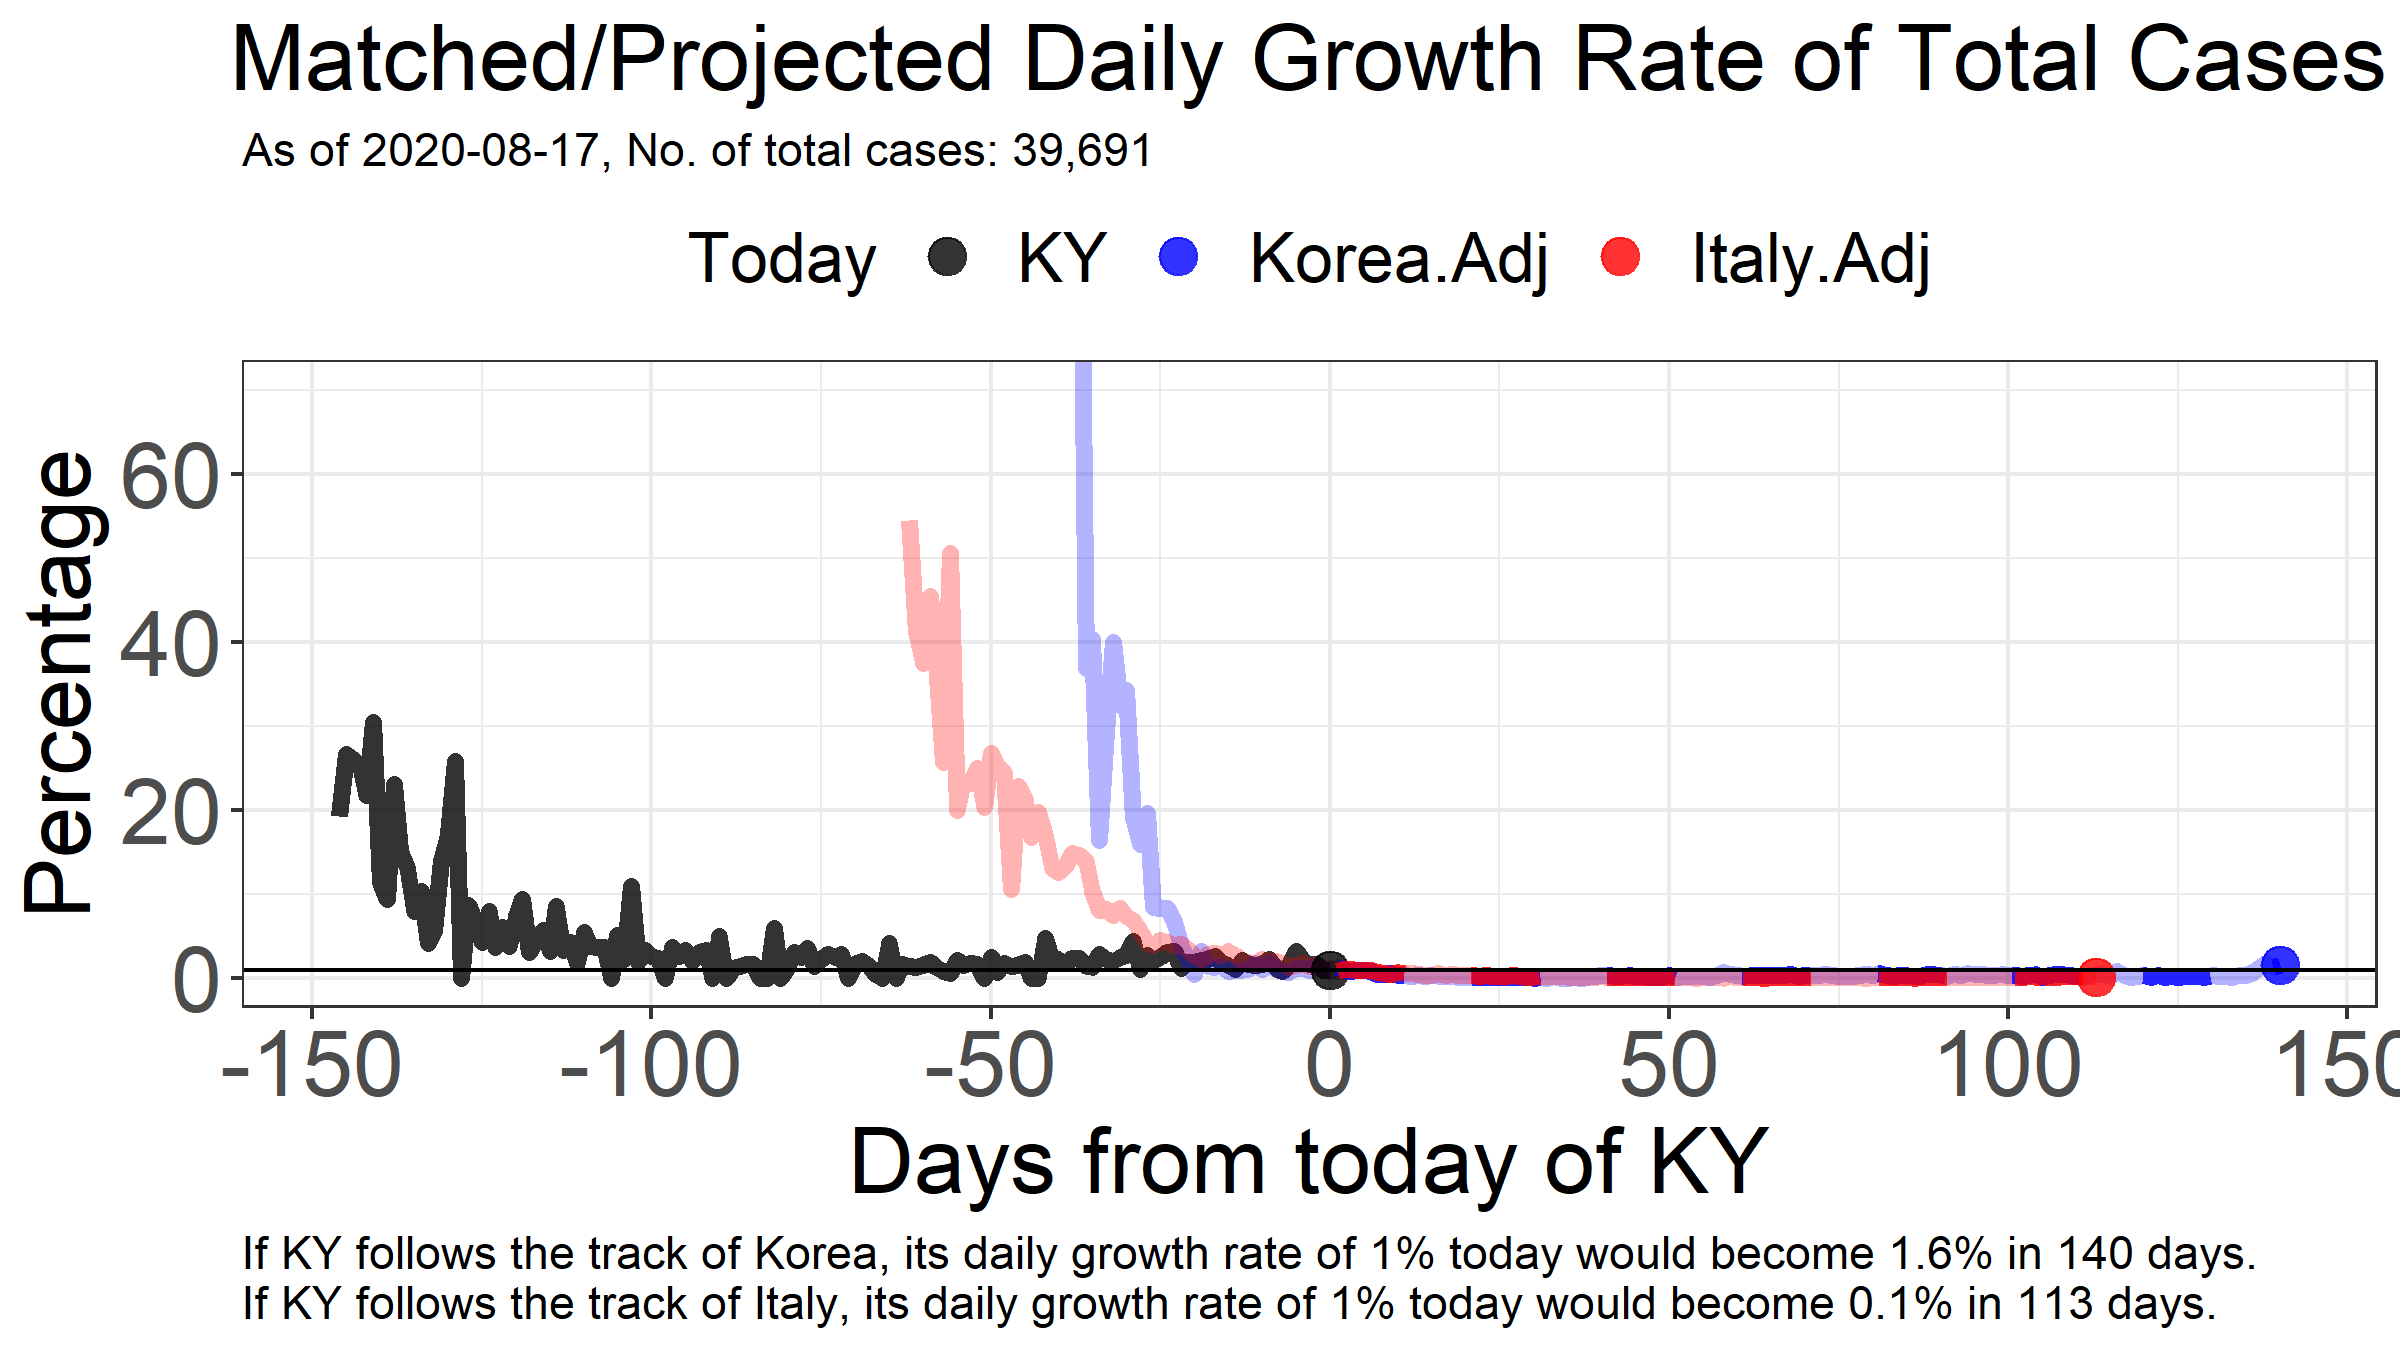 Matched/Projected Daily Growth Rate of Total Cases
As of 2020-08-17, No. of total cases: 39,691
Today KY Korea.Adj Italy.Adj
Percentage
60
40
20
0
-150 -100 -50 0 50 100 150
Days from today of KY
If KY follows the track of Korea, its daily growth rate of 1% today would become 1.6% in 140 days.
If KY follows the track of Italy, its daily growth rate of 1% today would become 0.1% in 113 days.